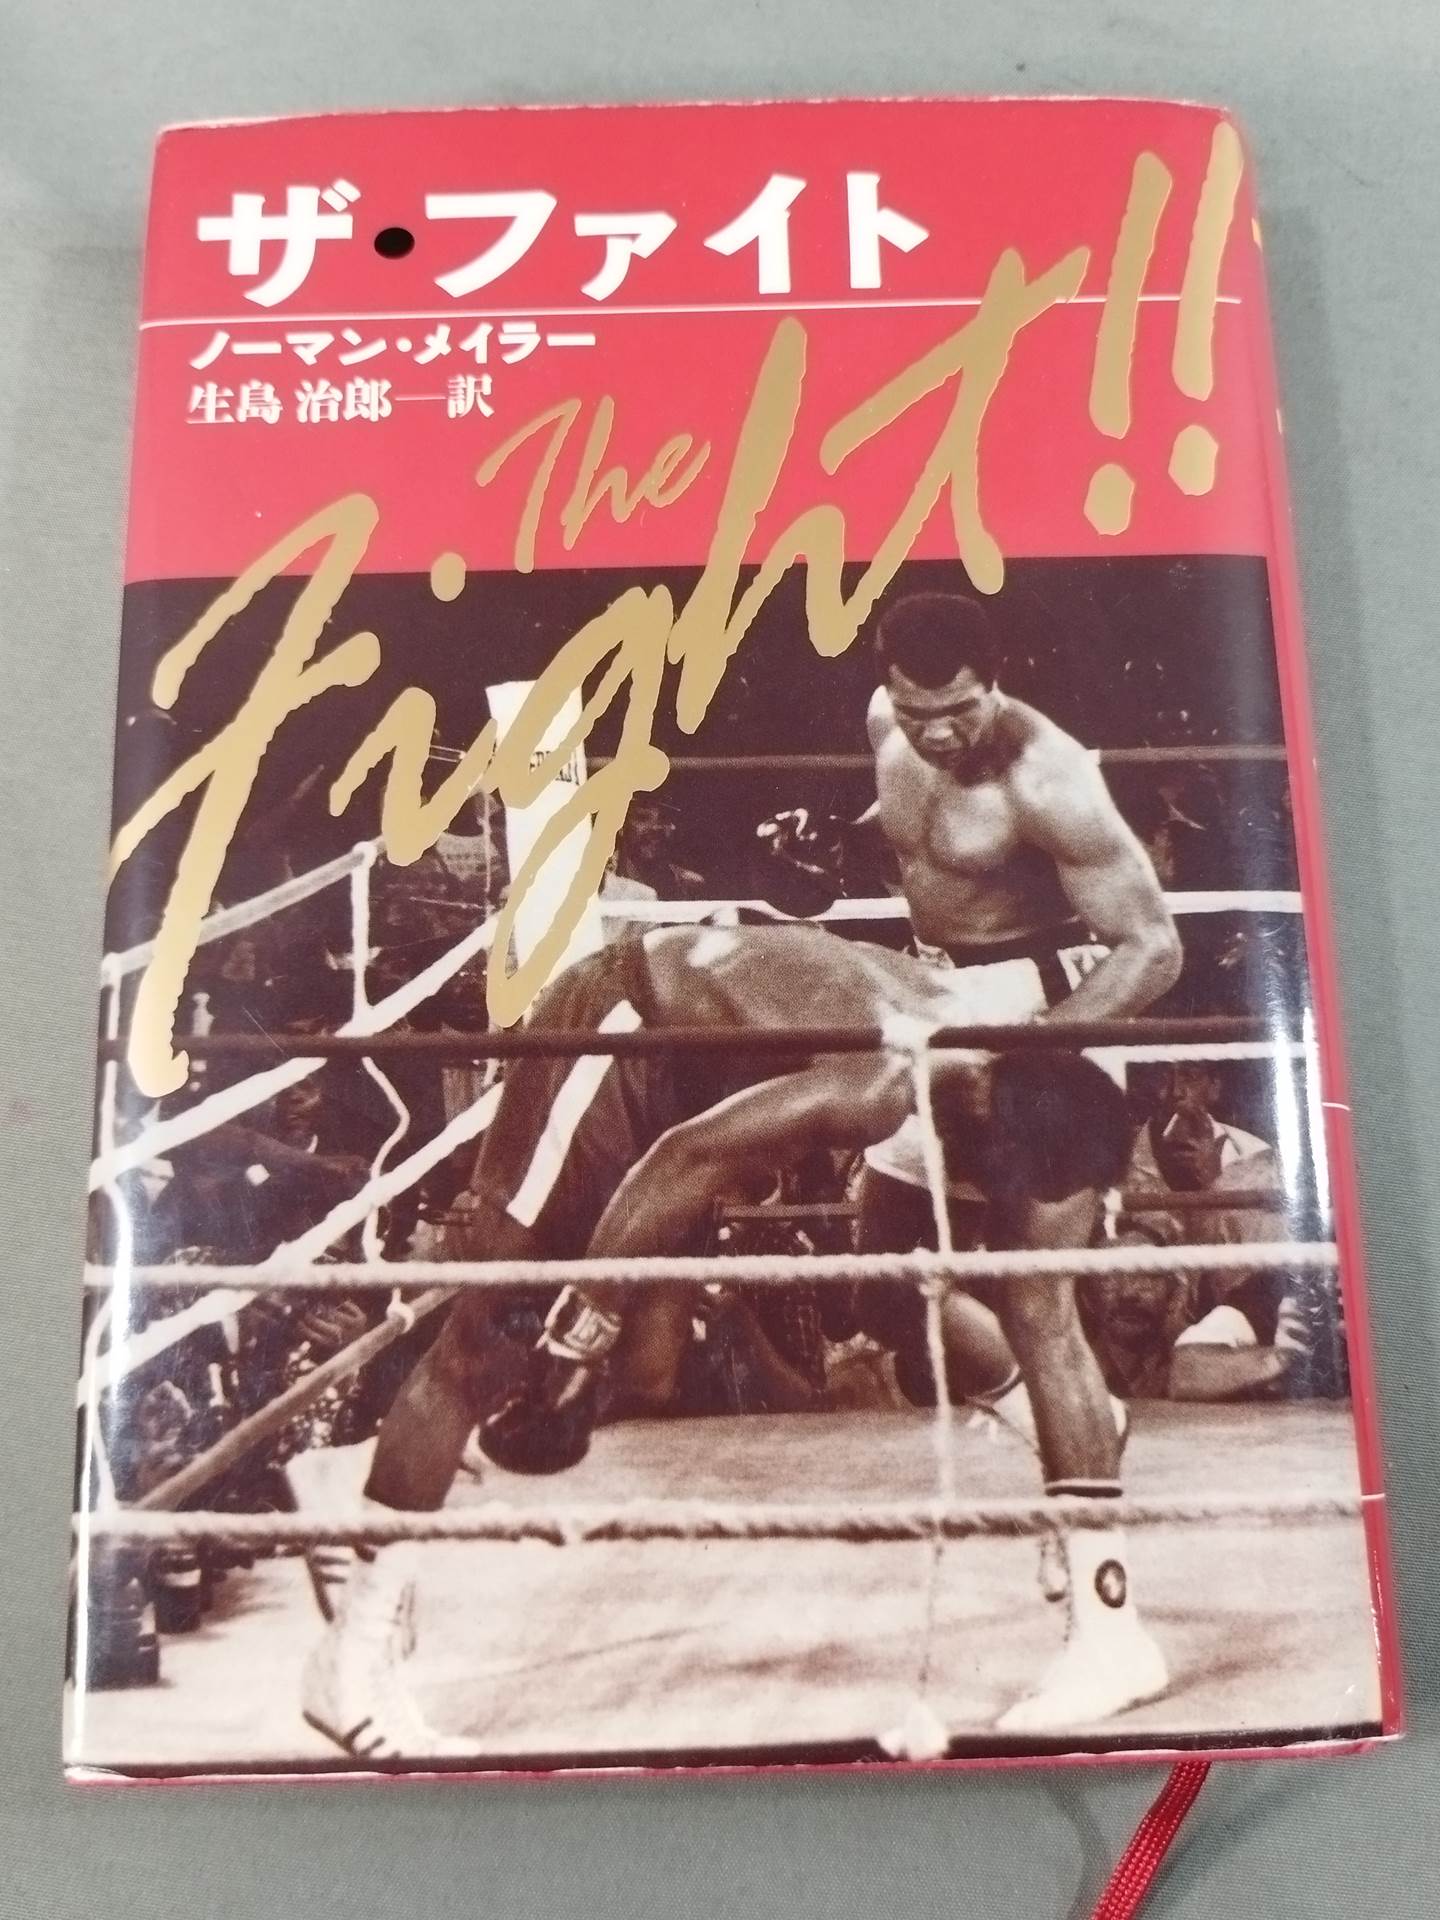 ザ・ファイト
ノーマン・メイラー
生島 治郎―訳
The
Fight!!